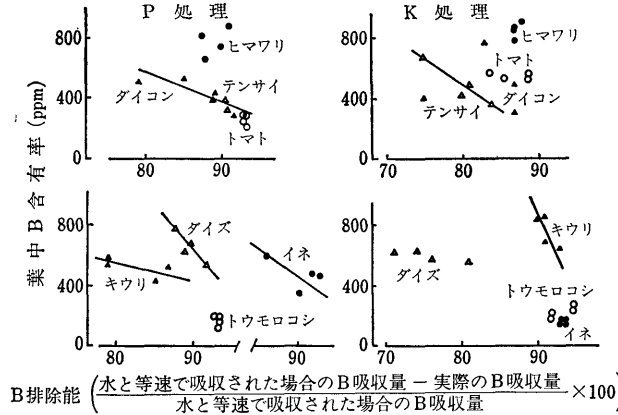 P 処 理
K 処 理
葉中B含有率(ppm)
800
400
0
ヒマワリ
テンサイ
ダイコン
トマト
80
90
800
400
0
ヒマワリ
トマト
ダイコン
テンサイ
70
80
90
800
400
0
ダイズ
キウリ
イネ
トウモロコシ
80
90
90
800
400
0
キウリ
ダイズ
トウモロコシ
イネ
70
80
90
B排除能(水と等速で吸収された場合のB吸収量 − 実際のB吸収量
水と等速で吸収された場合のB吸収量
×100)